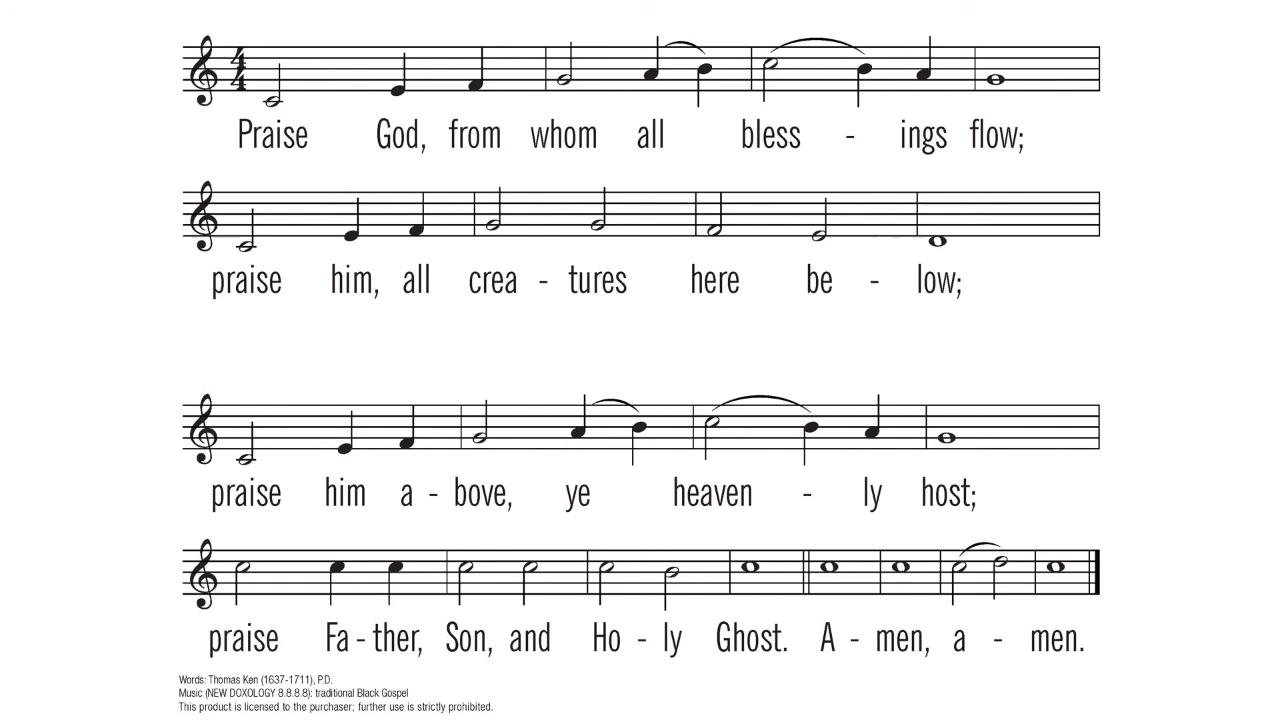 Praise God, from whom all bless - ings flow;
praise him, all crea - tures here be - low;
praise him a - bove, ye heaven - ly host;
praise Fa - ther, Son, and Ho - ly Ghost. A - men, a - men.
Words: Thomas Ken (1637-1711), P.D.
Music (NEW DOXOLOGY 8.8.8.8): traditional Black Gospel
This product is licensed to the purchaser; further use is strictly prohibited.